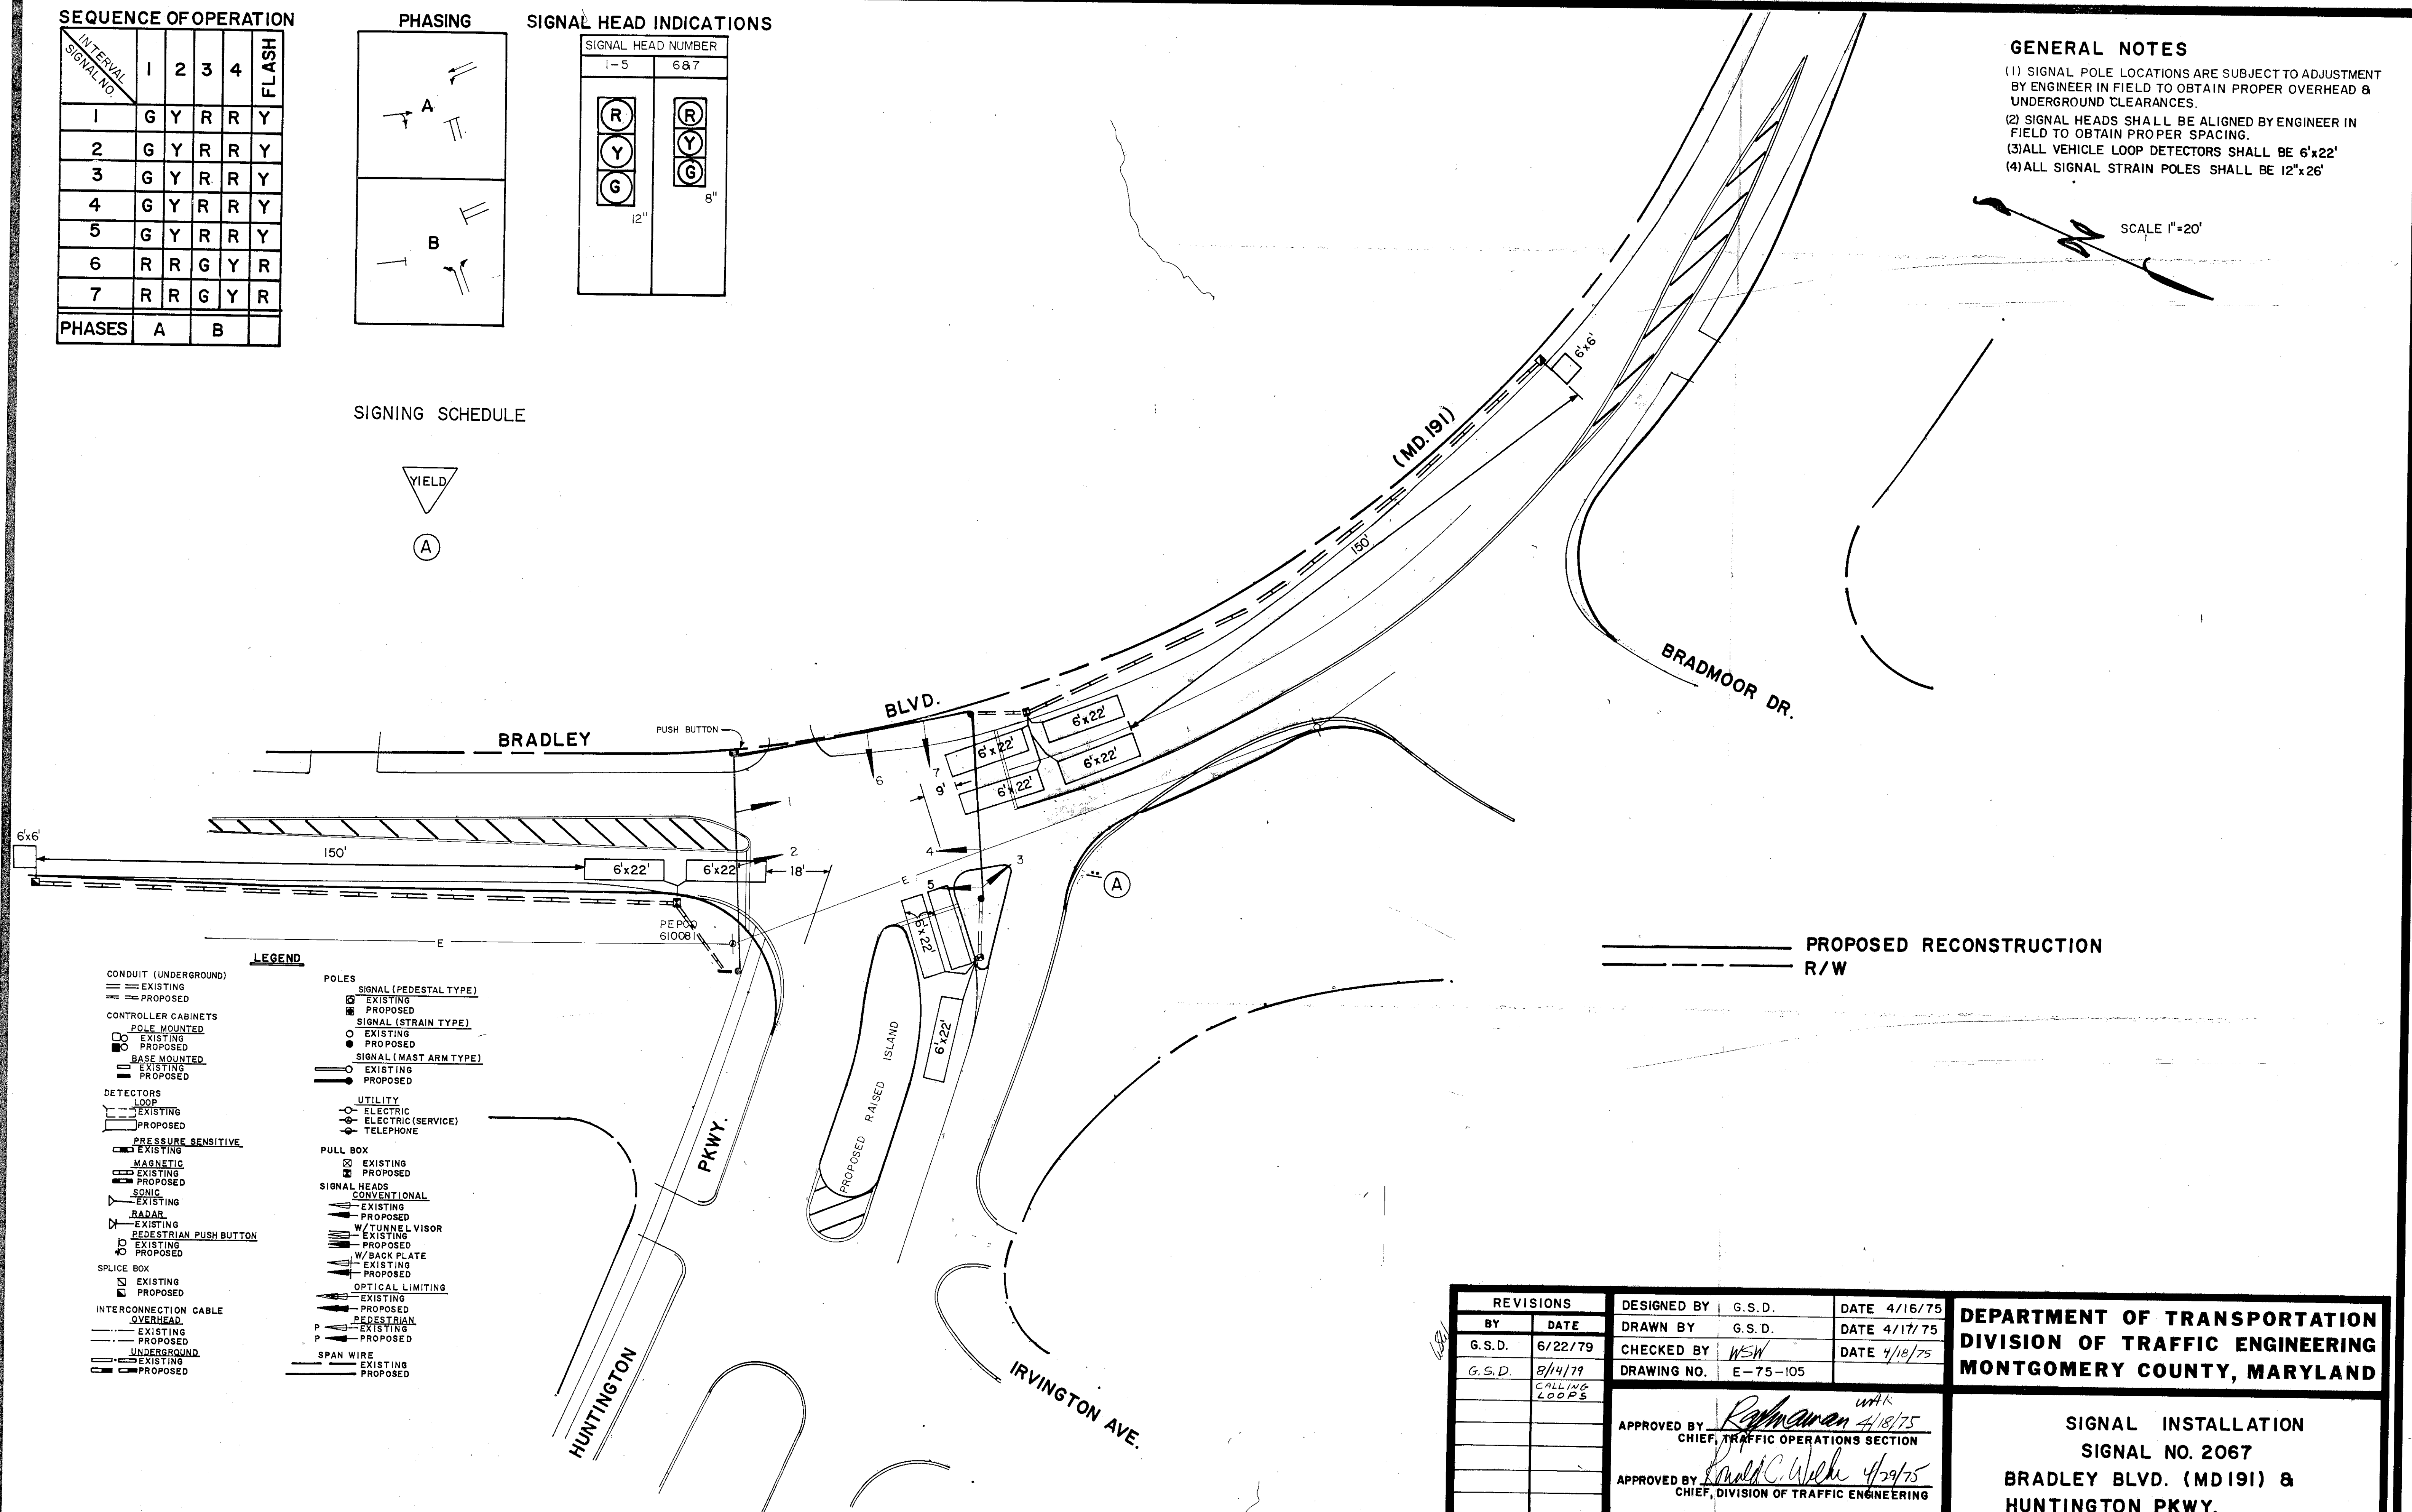 SEQUENCE OF OPERATION
INTERVAL
SIGNAL NO.
1 2 3 4 FLASH
1 G Y R R Y
2 G Y R R Y
3 G Y R R Y
4 G Y R R Y
5 G Y R R Y
6 R R G Y R
7 R R G Y R
PHASES A B
PHASING
A
B
SIGNAL HEAD INDICATIONS
SIGNAL HEAD NUMBER
1-5 6&7
R R
Y Y
G G
12" 8"
GENERAL NOTES
(1) SIGNAL POLE LOCATIONS ARE SUBJECT TO ADJUSTMENT
BY ENGINEER IN FIELD TO OBTAIN PROPER OVERHEAD &
UNDERGROUND CLEARANCES.
(2) SIGNAL HEADS SHALL BE ALIGNED BY ENGINEER IN
FIELD TO OBTAIN PROPER SPACING.
(3) ALL VEHICLE LOOP DETECTORS SHALL BE 6'x22'
(4) ALL SIGNAL STRAIN POLES SHALL BE 12"x26'
N
SCALE 1"=20'
SIGNING SCHEDULE
YIELD
A
6'x6'
(MD.191)
150'
BRADMOOR DR.
BLVD.
BRADLEY
PUSH BUTTON
6'x22'
6'x22'
6'x22'
6'x22'
6
7
9'
1
2
4
3
5
E
A
6'x6'
150'
6'x22'
6'x22'
18'
6'x22'
6'x22'
PEPCO
610081
E
PROPOSED RAISED ISLAND
PKWY.
HUNTINGTON
IRVINGTON AVE.
PROPOSED RECONSTRUCTION
R/W
LEGEND
CONDUIT (UNDERGROUND)
EXISTING
PROPOSED
CONTROLLER CABINETS
POLE MOUNTED
EXISTING
PROPOSED
BASE MOUNTED
EXISTING
PROPOSED
DETECTORS
LOOP
EXISTING
PROPOSED
PRESSURE SENSITIVE
EXISTING
MAGNETIC
EXISTING
PROPOSED
SONIC
EXISTING
RADAR
EXISTING
PEDESTRIAN PUSH BUTTON
EXISTING
PROPOSED
SPLICE BOX
EXISTING
PROPOSED
INTERCONNECTION CABLE
OVERHEAD
EXISTING
PROPOSED
UNDERGROUND
EXISTING
PROPOSED
POLES
SIGNAL (PEDESTAL TYPE)
EXISTING
PROPOSED
SIGNAL (STRAIN TYPE)
EXISTING
PROPOSED
SIGNAL (MAST ARM TYPE)
EXISTING
PROPOSED
UTILITY
ELECTRIC
ELECTRIC (SERVICE)
TELEPHONE
PULL BOX
EXISTING
PROPOSED
SIGNAL HEADS
CONVENTIONAL
EXISTING
PROPOSED
W/TUNNEL VISOR
EXISTING
PROPOSED
W/BACK PLATE
EXISTING
PROPOSED
OPTICAL LIMITING
EXISTING
PROPOSED
PEDESTRIAN
P EXISTING
P PROPOSED
SPAN WIRE
EXISTING
PROPOSED
REVISIONS
BY DATE
G.S.D. 6/22/79
G.S.D. 8/14/79
CALLING
LOOPS
DESIGNED BY G.S.D. DATE 4/16/75
DRAWN BY G.S.D. DATE 4/17/75
CHECKED BY WSW DATE 4/18/75
DRAWING NO. E-75-105
APPROVED BY 4/18/75
CHIEF, TRAFFIC OPERATIONS SECTION
APPROVED BY Ronald C. Welke 4/29/75
CHIEF, DIVISION OF TRAFFIC ENGINEERING
DEPARTMENT OF TRANSPORTATION
DIVISION OF TRAFFIC ENGINEERING
MONTGOMERY COUNTY, MARYLAND
SIGNAL INSTALLATION
SIGNAL NO. 2067
BRADLEY BLVD. (MD 191) &
HUNTINGTON PKWY.